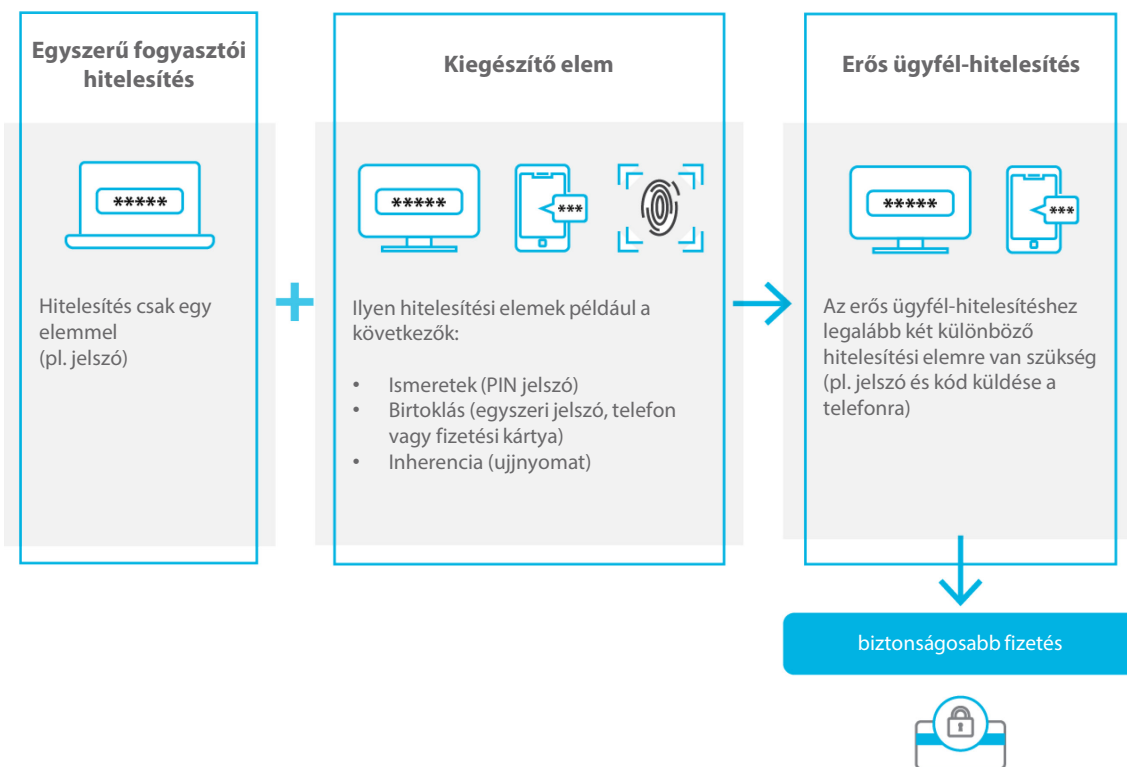 Egyszerű fogyasztói
hitelesítés
*****
Hitelesítés csak egy
elemmel
(pl. jelszó)
+
Kiegészítő elem
*****
***
Ilyen hitelesítési elemek például a
következők:
• Ismeretek (PIN jelszó)
• Birtoklás (egyszeri jelszó, telefon
vagy fizetési kártya)
• Inherencia (ujjnyomat)
Erős ügyfél-hitelesítés
*****
***
Az erős ügyfél-hitelesítéshez
legalább két különböző
hitelesítési elemre van szükség
(pl. jelszó és kód küldése a
telefonra)
biztonságosabb fizetés